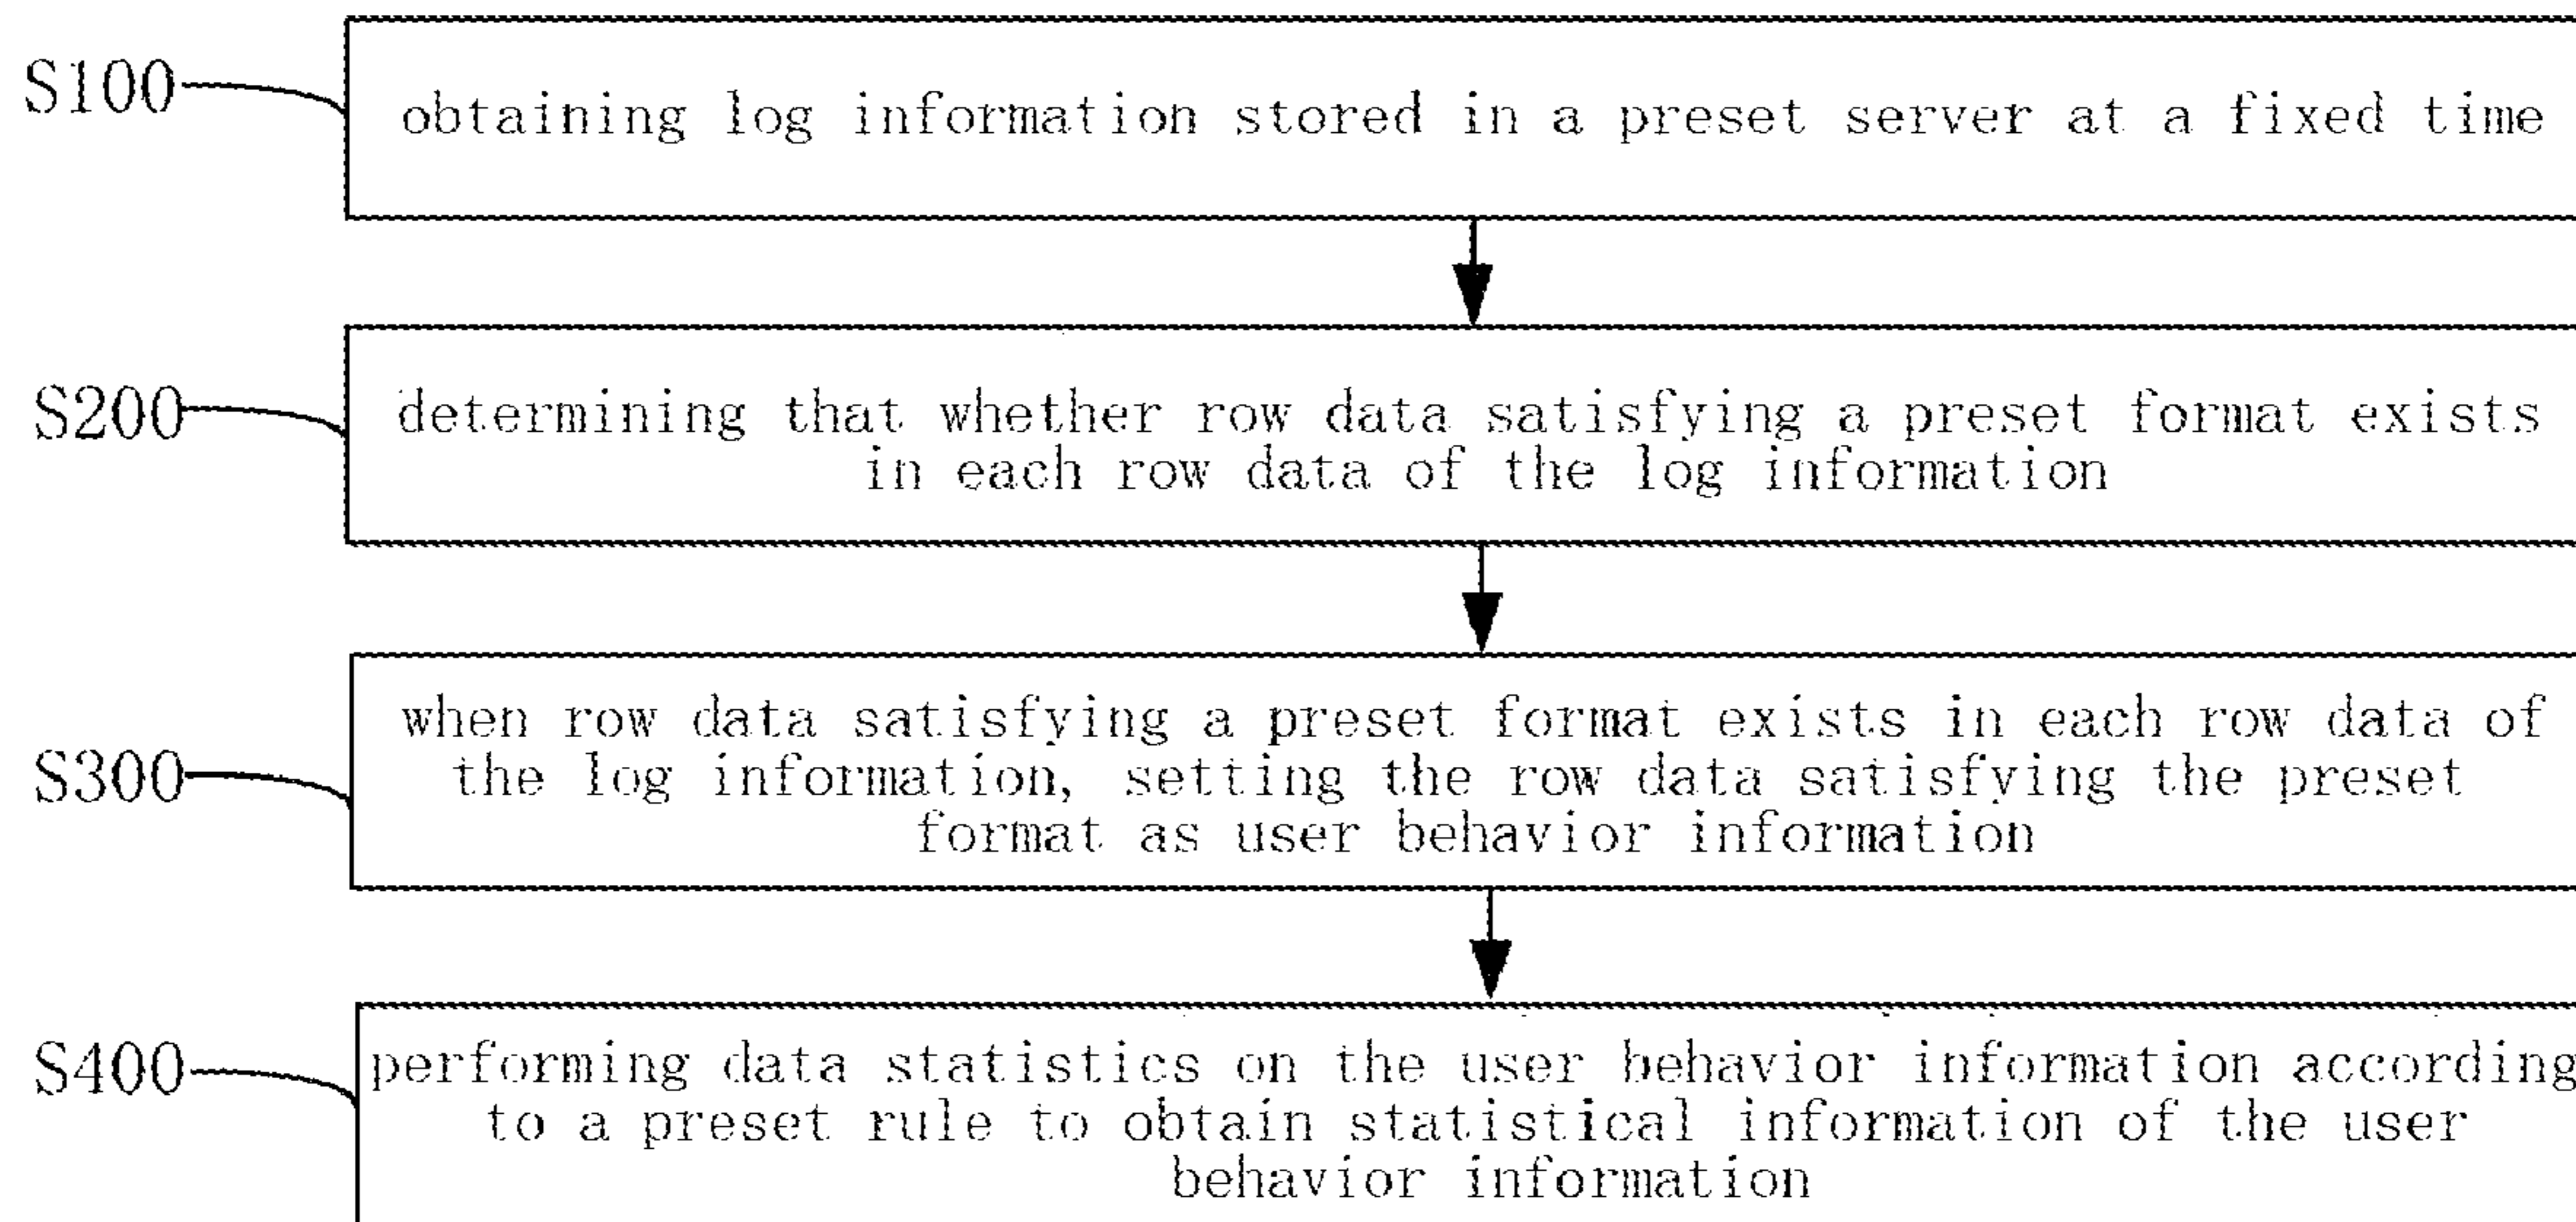 S100
obtaining log information stored in a preset server at a fixed time
S200
determining that whether row data satisfying a preset format exists
in each row data of the log information
S300
when row data satisfying a preset format exists in each row data of
the log information, setting the row data satisfying the preset
format as user behavior information
S400
performing data statistics on the user behavior information according
to a preset rule to obtain statistical information of the user
behavior information